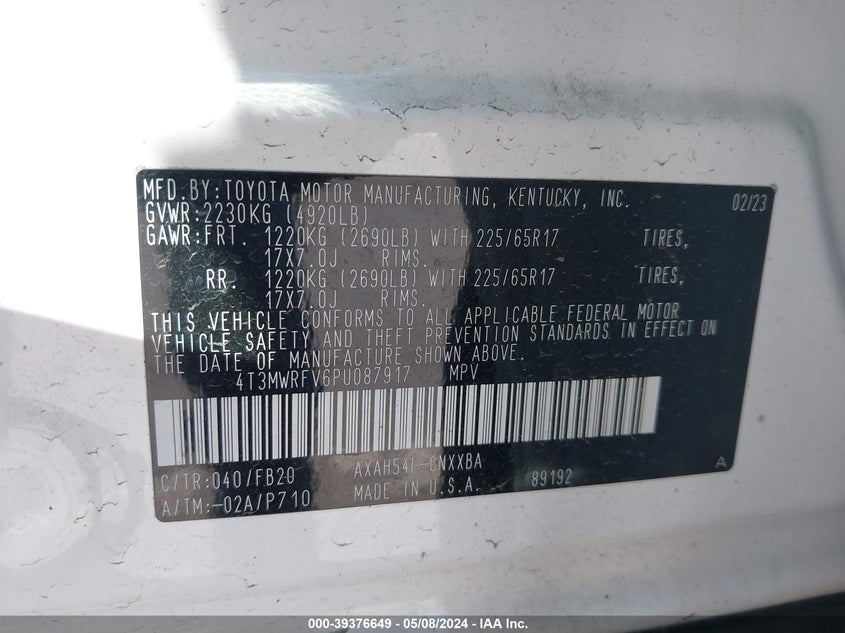 MFD.BY:TOYOTA MOTOR MANUFACTURING, KENTUCKY, INC. 02/23
GVWR:2230KG (4920LB)
GAWR:FRT. 1220KG (2690LB) WITH 225/65R17 TIRES,
17X7.0J RIMS.
RR. 1220KG (2690LB) WITH 225/65R17 TIRES,
17X7.0J RIMS.
THIS VEHICLE CONFORMS TO ALL APPLICABLE FEDERAL MOTOR
VEHICLE SAFETY AND THEFT PREVENTION STANDARDS IN EFFECT ON
THE DATE OF MANUFACTURE SHOWN ABOVE.
4T3MWRFV6PU087917 MPV
C/TR:040/FB20 AXAH54L-CNXXBA A
A/TM:-02A/P710 MADE IN U.S.A. 89192
000-39376649 - 05/08/2024 - IAA Inc.